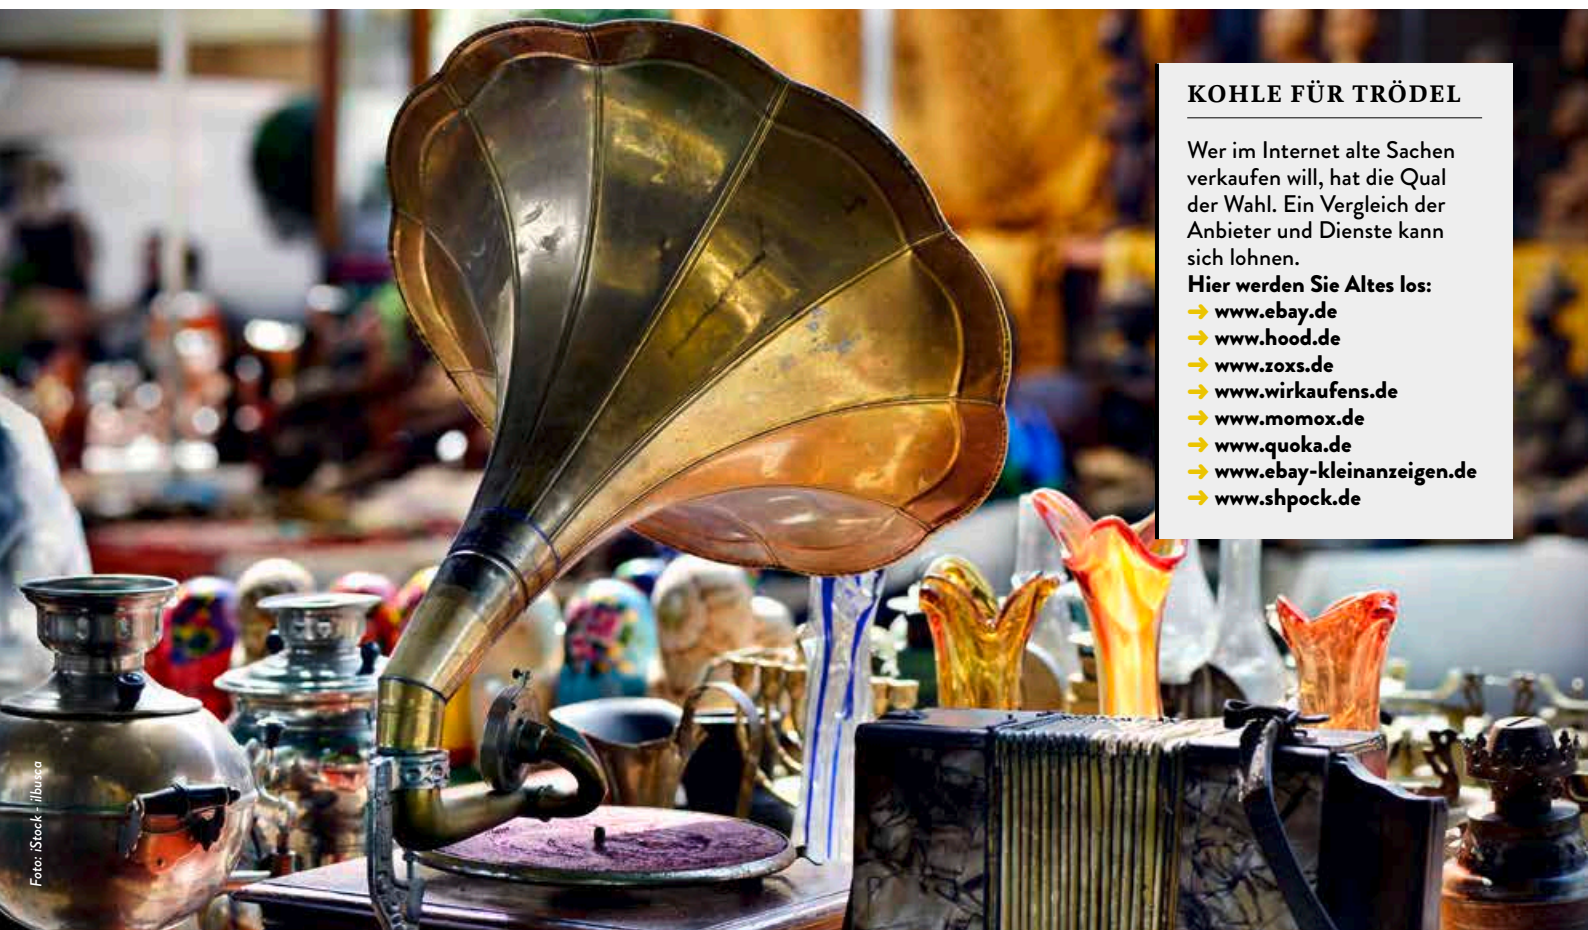 KOHLE FÜR TRÖDEL
Wer im Internet alte Sachen
verkaufen will, hat die Qual
der Wahl. Ein Vergleich der
Anbieter und Dienste kann
sich lohnen.
Hier werden Sie Altes los:
➜ www.ebay.de
➜ www.hood.de
➜ www.zoxs.de
➜ www.wirkaufens.de
➜ www.momox.de
➜ www.quoka.de
➜ www.ebay-kleinanzeigen.de
➜ www.shpock.de
Foto: iStock - ilbusca